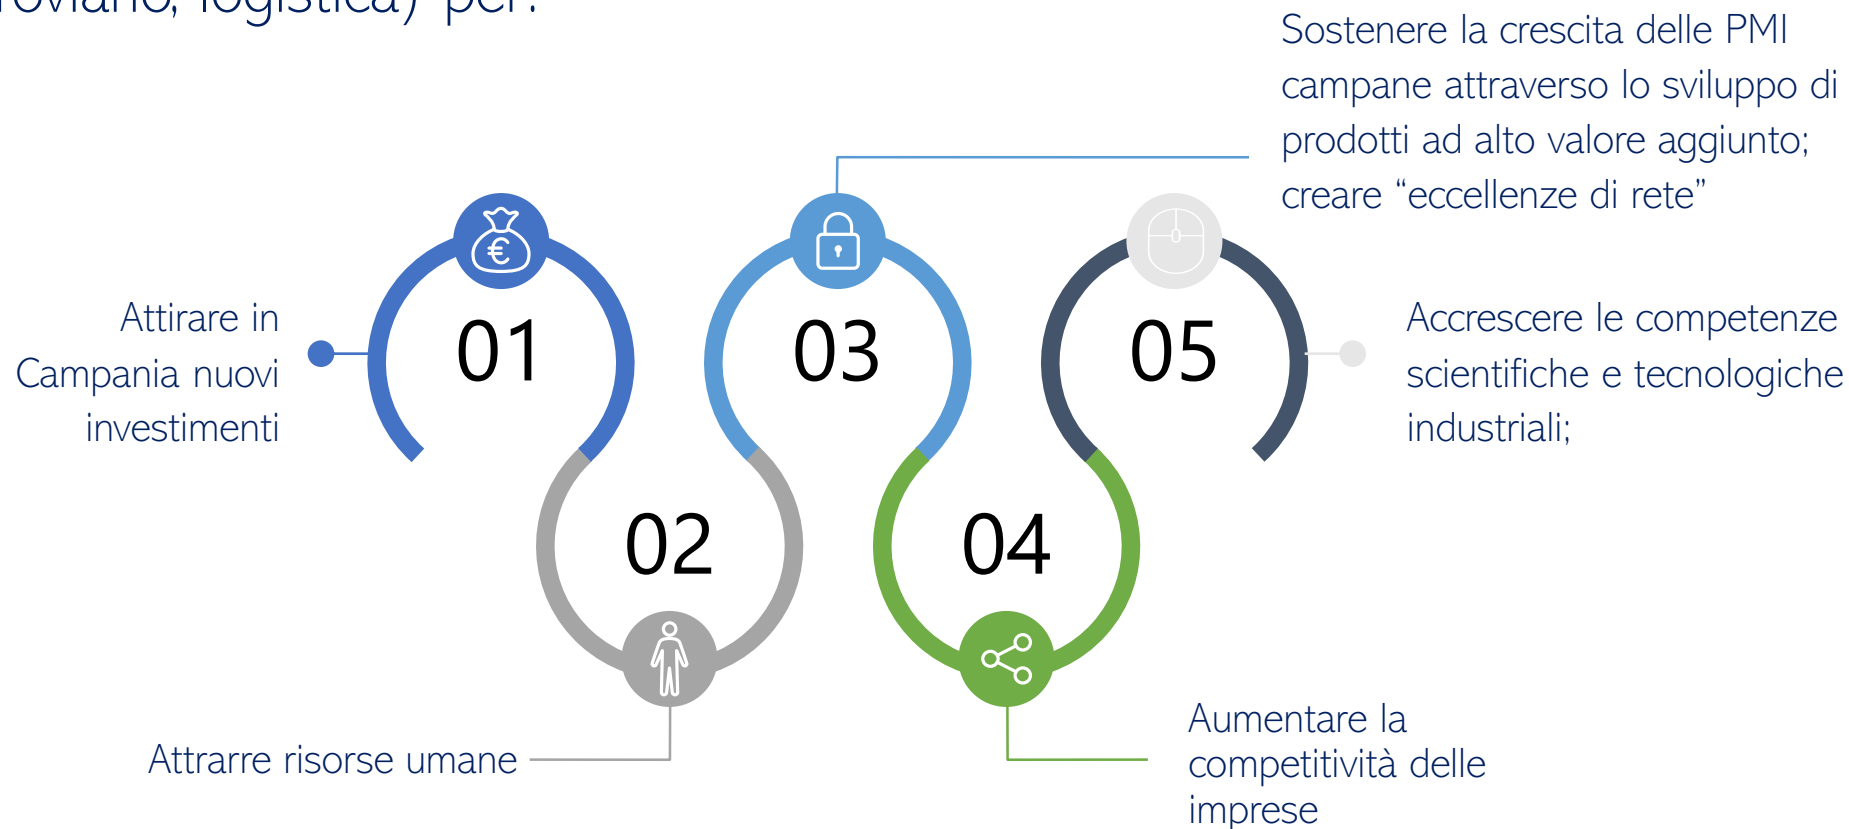 logistica) per:
Attirare in
Campania nuovi
investimenti
01
Attrarre risorse umane
02
Sostenere la crescita delle PMI
campane attraverso lo sviluppo di
prodotti ad alto valore aggiunto;
creare “eccellenze di rete”
03
Aumentare la
competitività delle
imprese
04
Accrescere le competenze
scientifiche e tecnologiche
industriali;
05
€